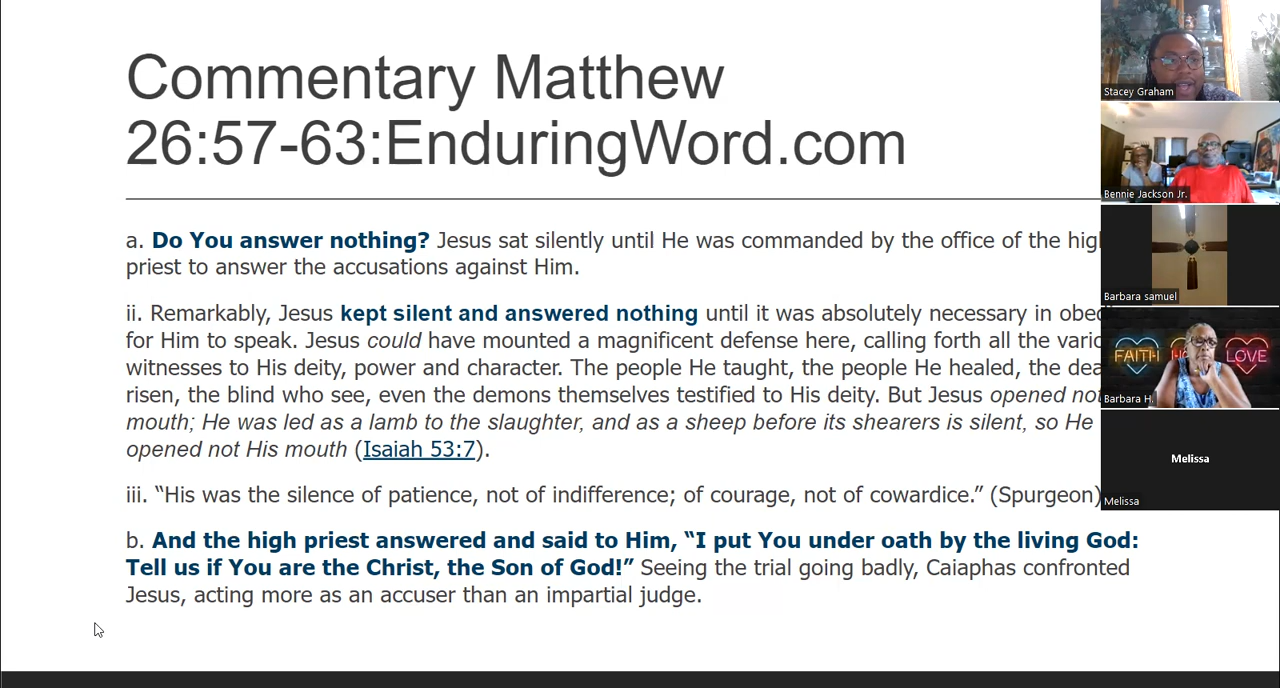 Commentary Matthew
26:57-63:EnduringWord.com
a. Do You answer nothing? Jesus sat silently until He was commanded by the office of the
priest to answer the accusations against Him.
ii. Remarkably, Jesus kept silent and answered nothing until it was absolutely necessary in
for Him to speak. Jesus could have mounted a magnificent defense here, calling forth all the
witnesses to His deity, power and character. The people He taught, the people He healed, the
risen, the blind who see, even the demons themselves testified to His deity. But Jesus opened
mouth; He was led as a lamb to the slaughter, and as a sheep before its shearers is silent, so He
opened not His mouth (Isaiah 53:7).
iii. “His was the silence of patience, not of indifference; of courage, not of cowardice.” (Spurgeon)
b. And the high priest answered and said to Him, “I put You under oath by the living God:
Tell us if You are the Christ, the Son of God!” Seeing the trial going badly, Caiaphas confronted
Jesus, acting more as an accuser than an impartial judge.
Stacey Graham
Bennie Jackson Jr.
Barbara samuel
FAITH
LOVE
Barbara H.
Melissa
Melissa